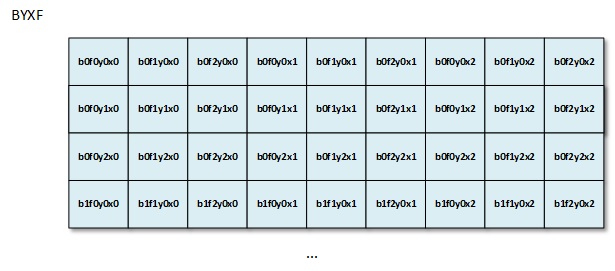 BYXF
b0f0y0x0 b0f1y0x0 b0f2y0x0 b0f0y0x1 b0f1y0x1 b0f2y0x1 b0f0y0x2 b0f1y0x2 b0f2y0x2
b0f0y1x0 b0f1y1x0 b0f2y1x0 b0f0y1x1 b0f1y1x1 b0f2y1x1 b0f0y1x2 b0f1y1x2 b0f2y1x2
b0f0y2x0 b0f1y2x0 b0f2y2x0 b0f0y2x1 b0f1y2x1 b0f2y2x1 b0f0y2x2 b0f1y2x2 b0f2y2x2
b1f0y0x0 b1f1y0x0 b1f2y0x0 b1f0y0x1 b1f1y0x1 b1f2y0x1 b1f0y0x2 b1f1y0x2 b1f2y0x2
...